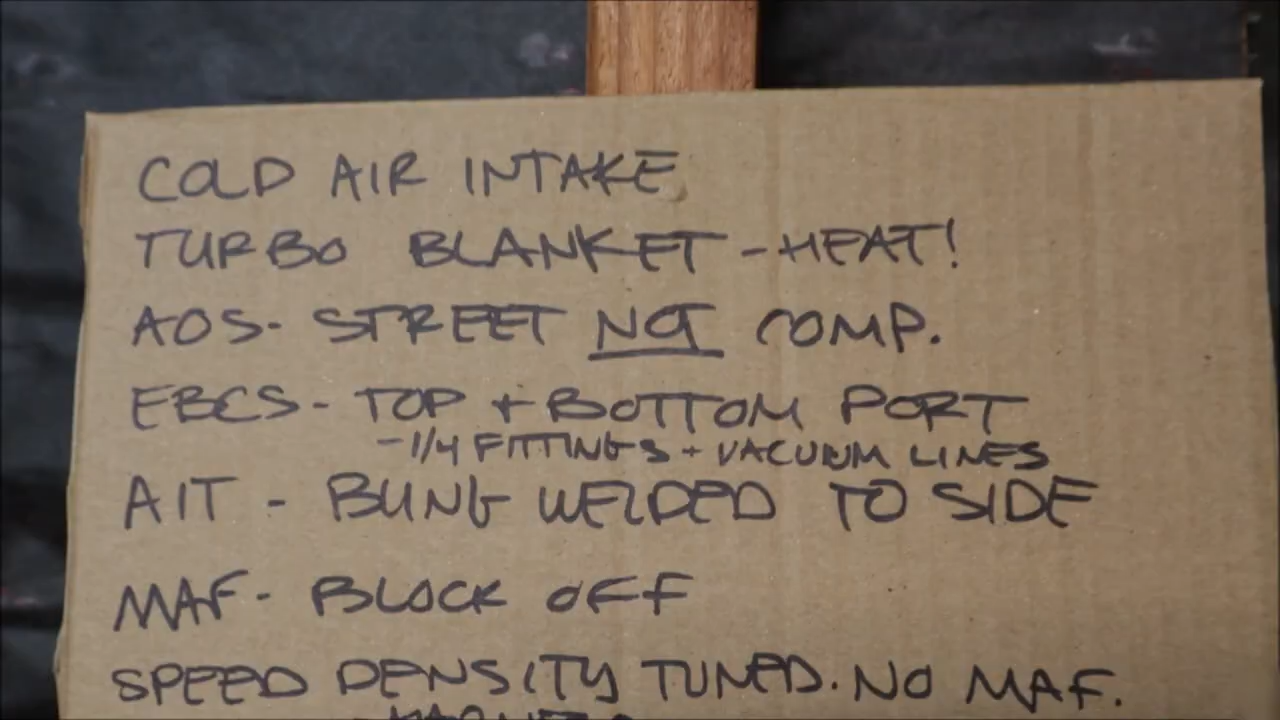 COLD AIR INTAKE
TURBO BLANKET - HEAT!
AOS - STREET NOT COMP.
EBCS - TOP + BOTTOM PORT
- 1/4 FITTINGS + VACUUM LINES
AIT - BUNG WELDED TO SIDE
MAF - BLOCK OFF
SPEED DENSITY TUNED. NO MAF.